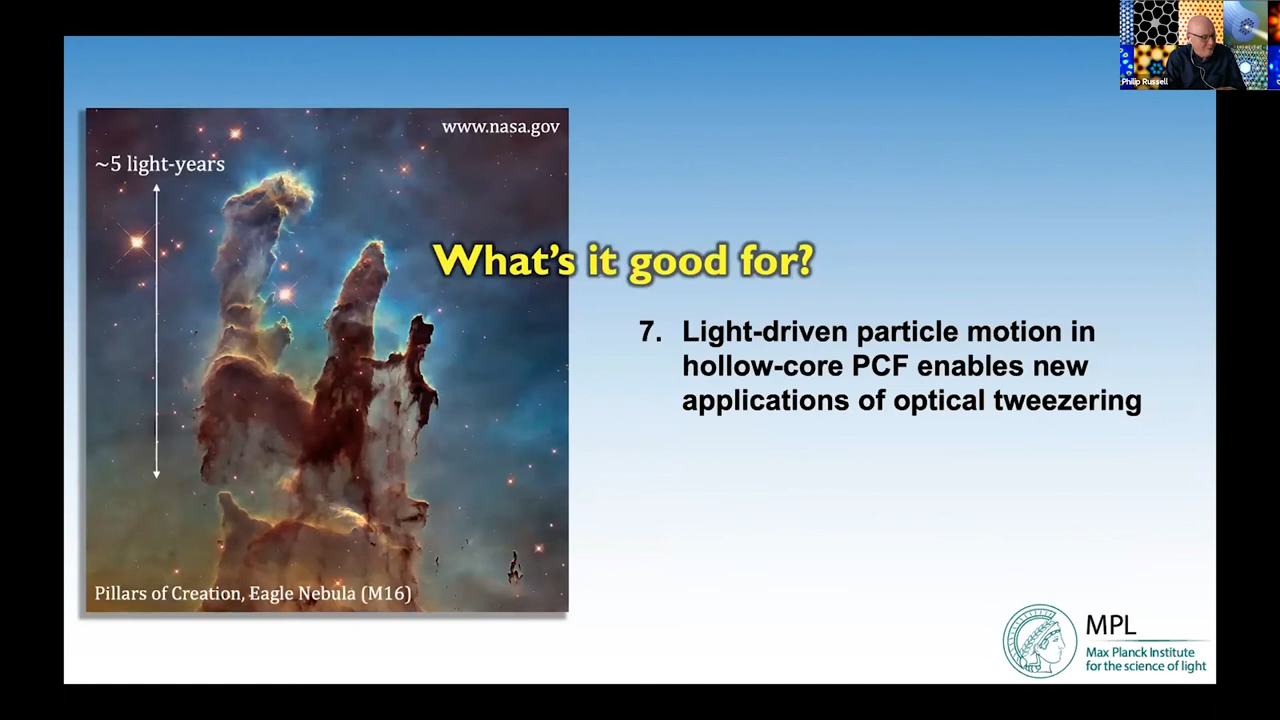 Philip Russell
www.nasa.gov
~5 light-years
What's it good for?
7. Light-driven particle motion in
hollow-core PCF enables new
applications of optical tweezering
Pillars of Creation, Eagle Nebula (M16)
MPL
Max Planck Institute
for the science of light